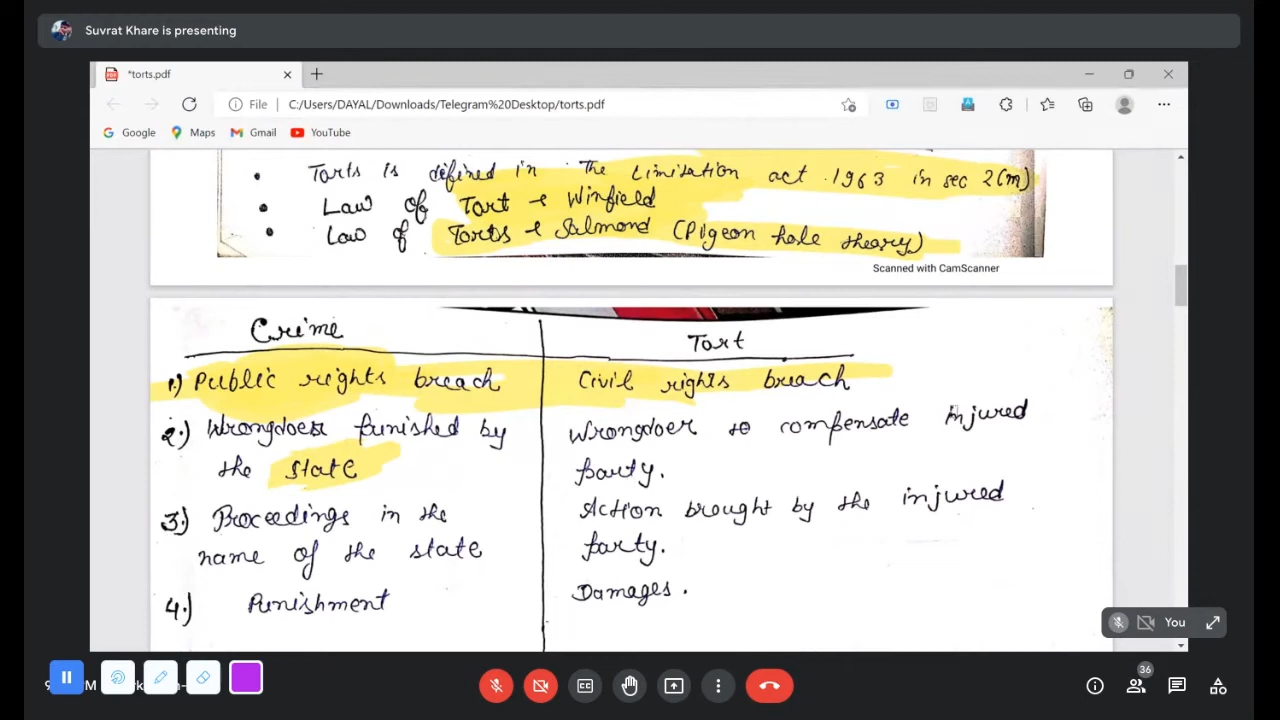 Suvrat Khare is presenting
*torts.pdf
File C:/Users/DAYAL/Downloads/Telegram%20Desktop/torts.pdf
Google Maps Gmail YouTube
• Torts is defined in The Limitation act 1963 in sec 2(m)
• Law of Tort → Winfield
• Law of Torts → Salmond (Pigeon hole theory)
Scanned with CamScanner
Crime Tort
1.) Public rights breach Civil rights breach
2.) Wrongdoer punished by Wrongdoer to compensate injured
the state party.
3.) Proceedings in the Action brought by the injured
name of the state party.
4.) Punishment Damages.
You
36